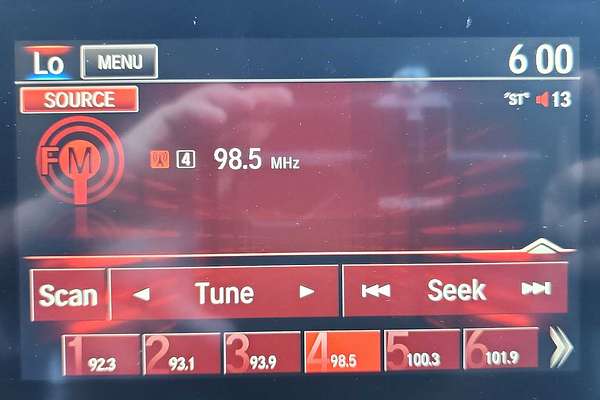 Lo MENU 6 00
SOURCE "ST" 13
FM 4 98.5 MHz
Scan Tune Seek
1 92.3 2 93.1 3 93.9 4 98.5 5 100.3 6 101.9